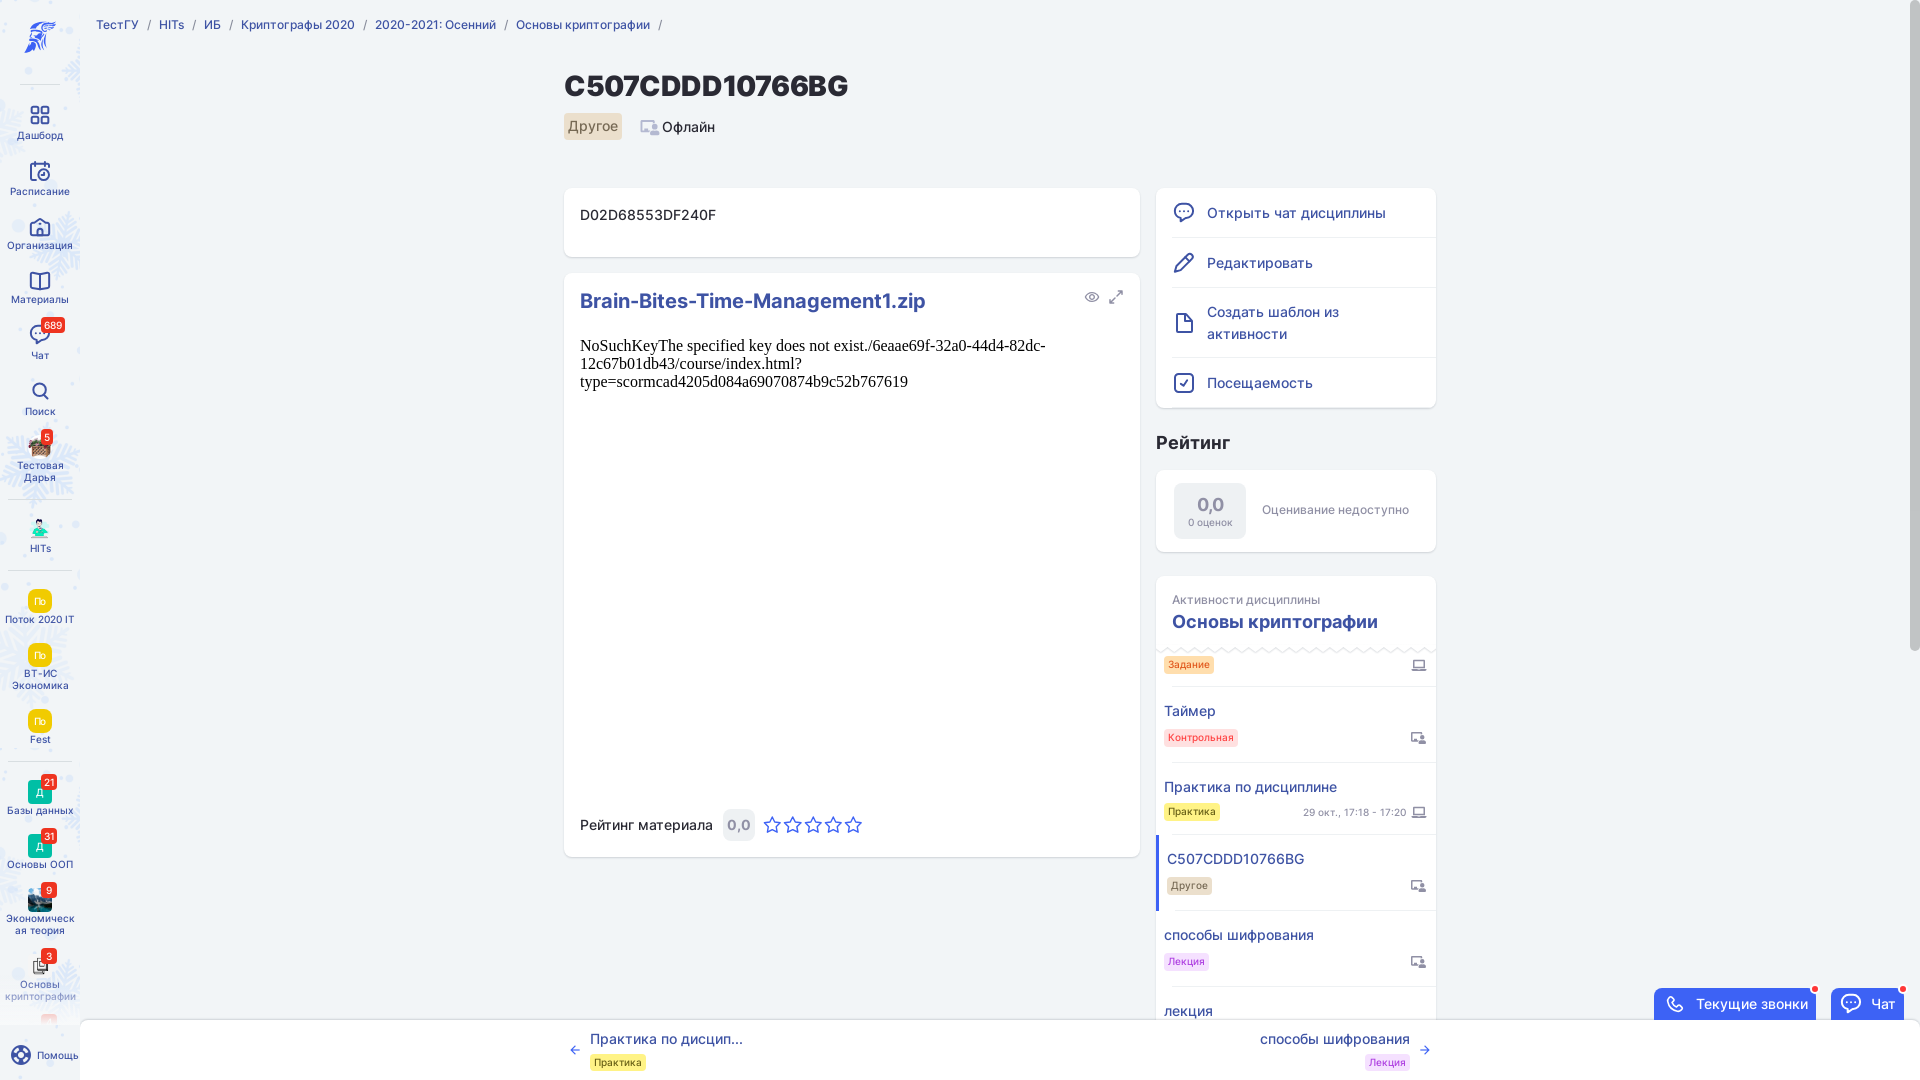 ТестГУ / HITs / ИБ / Криптографы 2020 / 2020-2021: Осенний / Основы криптографии /
Дашборд
Расписание
Организация
Материалы
689
Чат
Поиск
5
Тестовая
Дарья
HITs
По
Поток 2020 IT
По
ВТ-ИС
Экономика
По
Fest
21
Д
Базы данных
31
Д
Основы ООП
9
Экономическ
ая теория
3
Основы
криптографии
Помощь
C507CDDD10766BG
Другое
Офлайн
D02D68553DF240F
Brain-Bites-Time-Management1.zip
NoSuchKeyThe specified key does not exist./6eaae69f-32a0-44d4-82dc-
12c67b01db43/course/index.html?
type=scormcad4205d084a69070874b9c52b767619
Рейтинг материала 0,0
Открыть чат дисциплины
Редактировать
Создать шаблон из
активности
Посещаемость
Рейтинг
0,0
0 оценок
Оценивание недоступно
Активности дисциплины
Основы криптографии
Задание
Таймер
Контрольная
Практика по дисциплине
Практика 29 окт., 17:18 - 17:20
C507CDDD10766BG
Другое
способы шифрования
Лекция
лекция
Текущие звонки
Чат
Практика по дисцип...
Практика
способы шифрования
Лекция